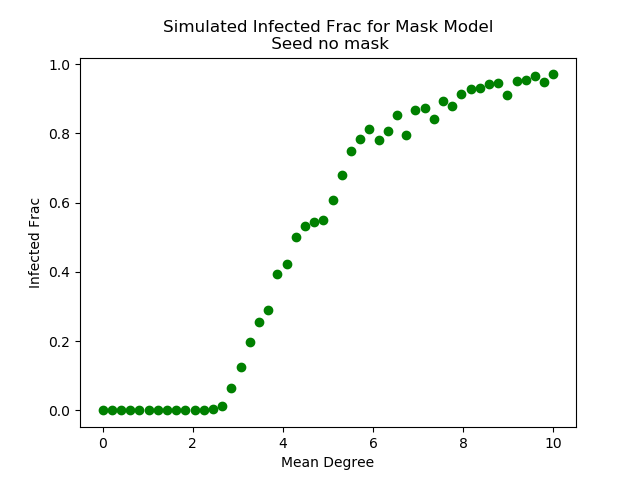 Simulated Infected Frac for Mask Model
Seed no mask
1.0
0.8
0.6
0.4
0.2
0.0
Infected Frac
0 2 4 6 8 10
Mean Degree